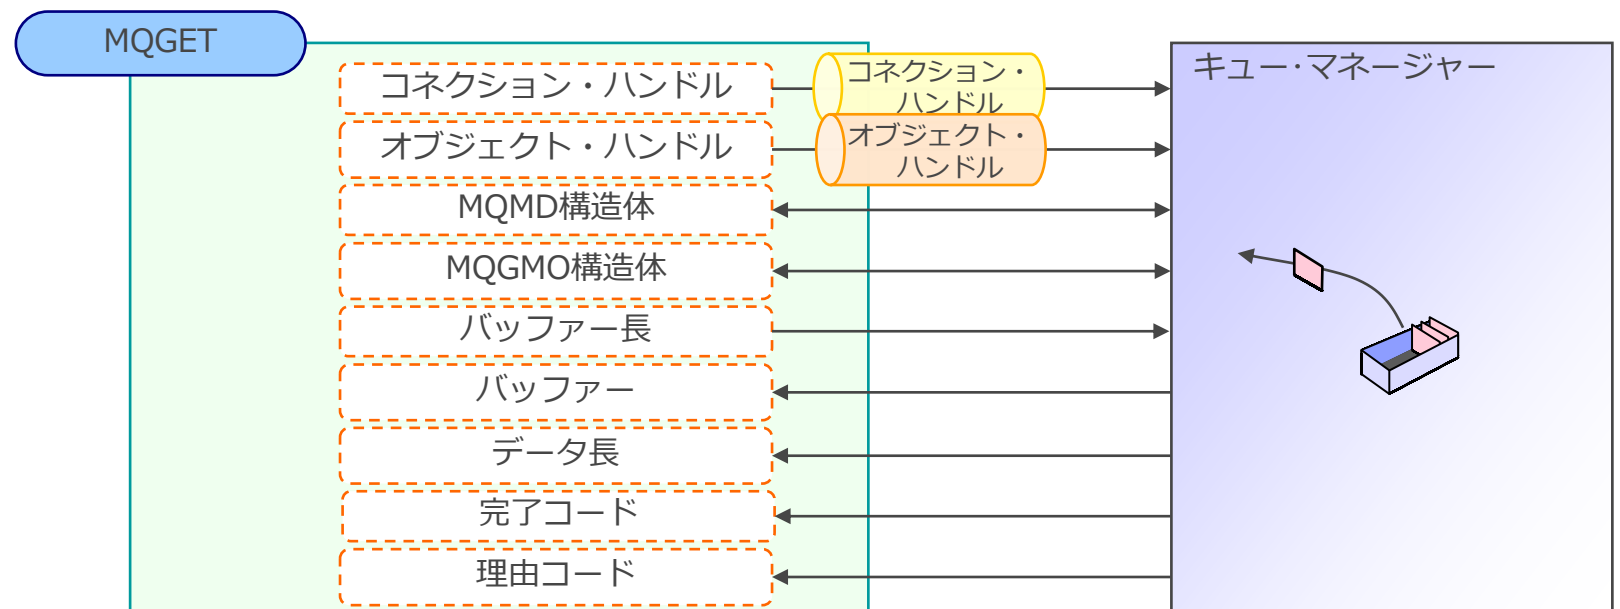 MQGET
コネクション・ハンドル
コネクション・
ハンドル
キュー・マネージャー
オブジェクト・ハンドル
オブジェクト・
ハンドル
MQMD構造体
MQGMO構造体
バッファー長
バッファー
データ長
完了コード
理由コード